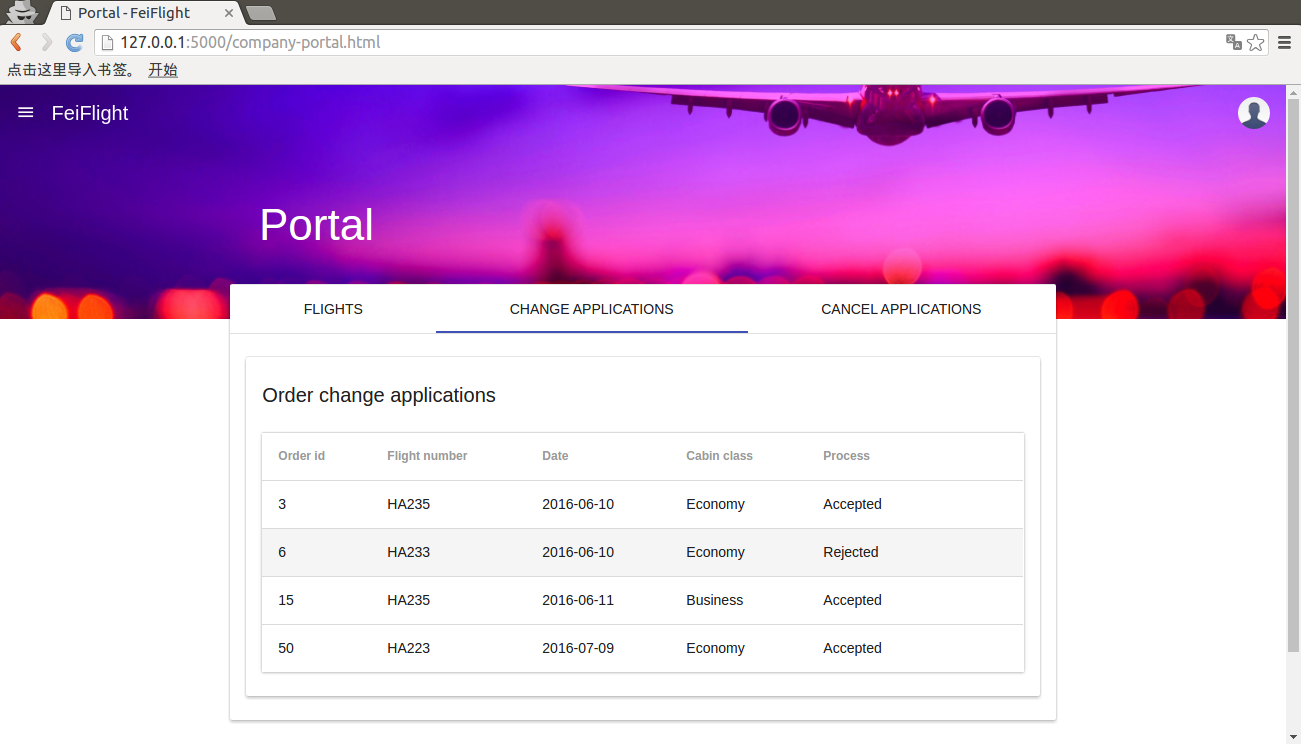 Portal - FeiFlight
127.0.0.1:5000/company-portal.html
点击这里导入书签。 开始
FeiFlight
Portal
FLIGHTS CHANGE APPLICATIONS CANCEL APPLICATIONS
Order change applications
Order id Flight number Date Cabin class Process
3 HA235 2016-06-10 Economy Accepted
6 HA233 2016-06-10 Economy Rejected
15 HA235 2016-06-11 Business Accepted
50 HA223 2016-07-09 Economy Accepted